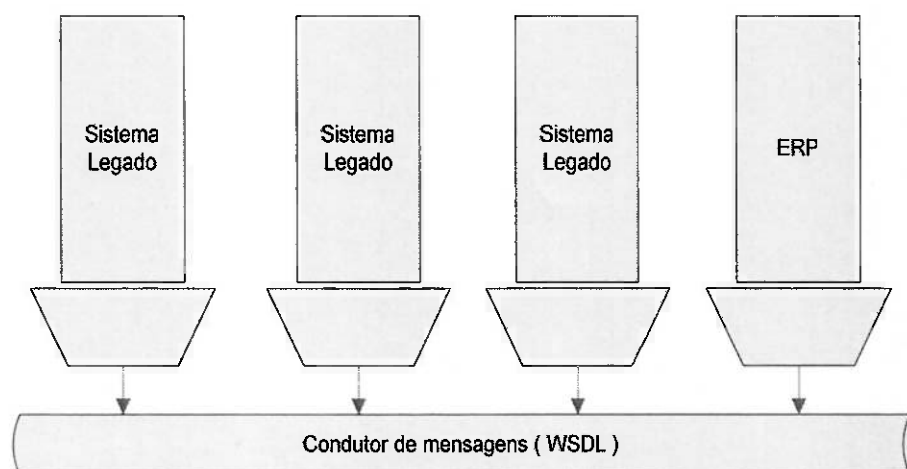 Sistema
Legado
Sistema
Legado
Sistema
Legado
ERP
Condutor de mensagens ( WSDL )